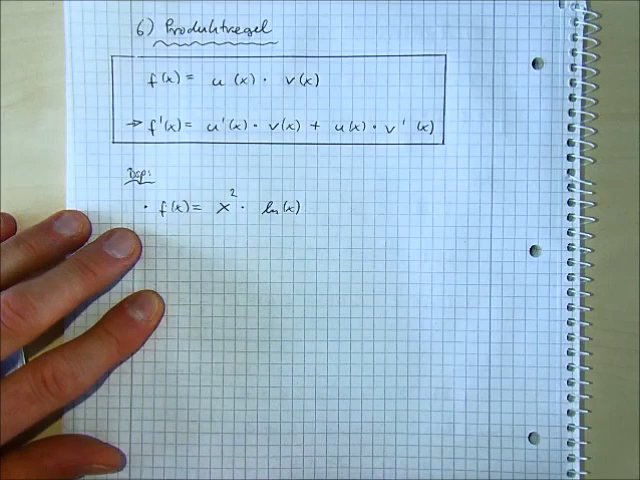 6) Produktregel
f(x) = u(x) · v(x)
→ f'(x) = u'(x) · v(x) + u(x) · v'(x)
Bsp:
· f(x) = x² · ln(x)